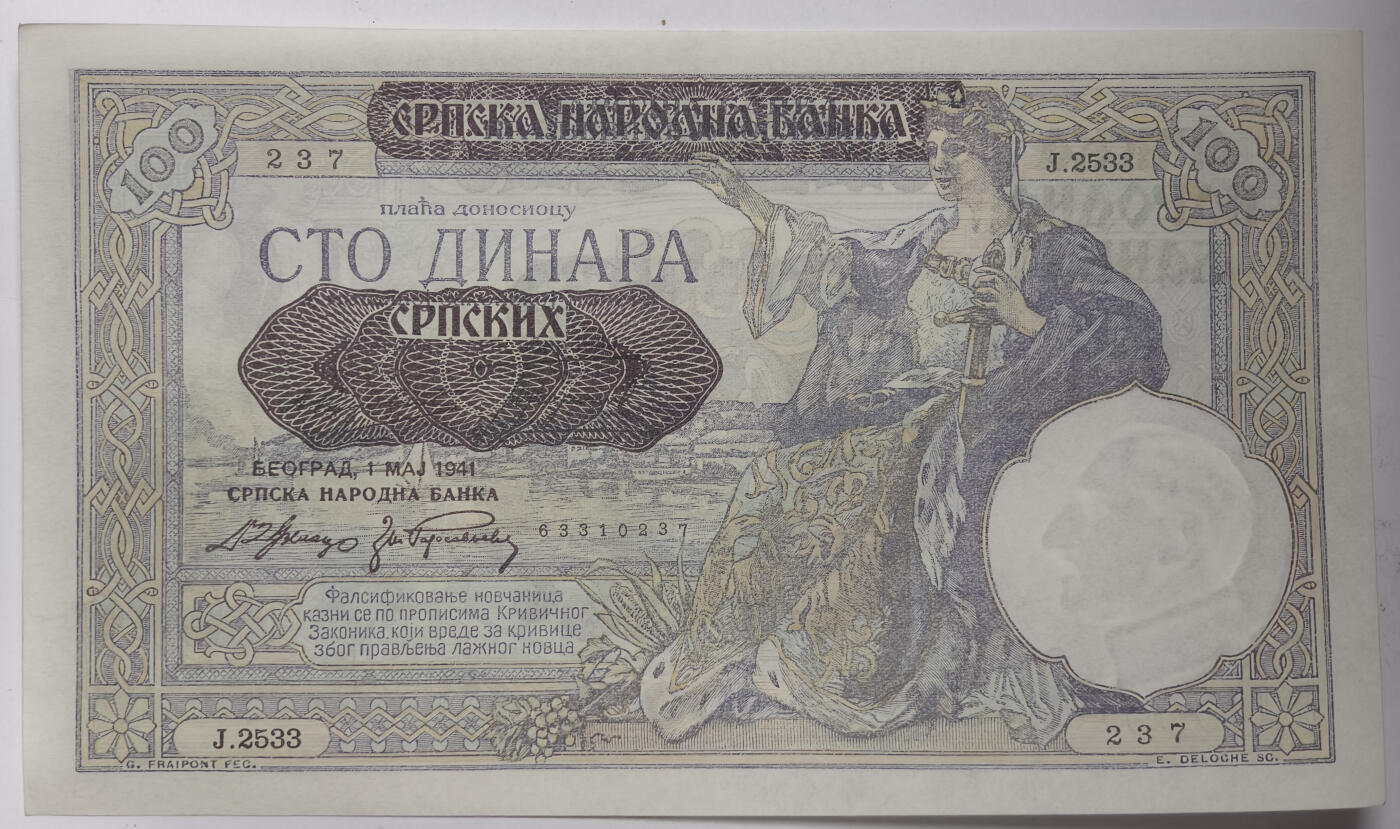 СРПСКА НАРОДНА БАНКА
100
237
J.2533
100
плаћа доносиоцу
СТО ДИНАРА
СРПСКИХ
БЕОГРАД, 1 МАЈ 1941
СРПСКА НАРОДНА БАНКА
63310237
Фалсификовање новчаница
казни се по прописима Кривичног
Законика, који вреде за кривице
због прављења лажног новца
J.2533
237
G. FRAIPONT FEC.
E. DELOCHE SC.